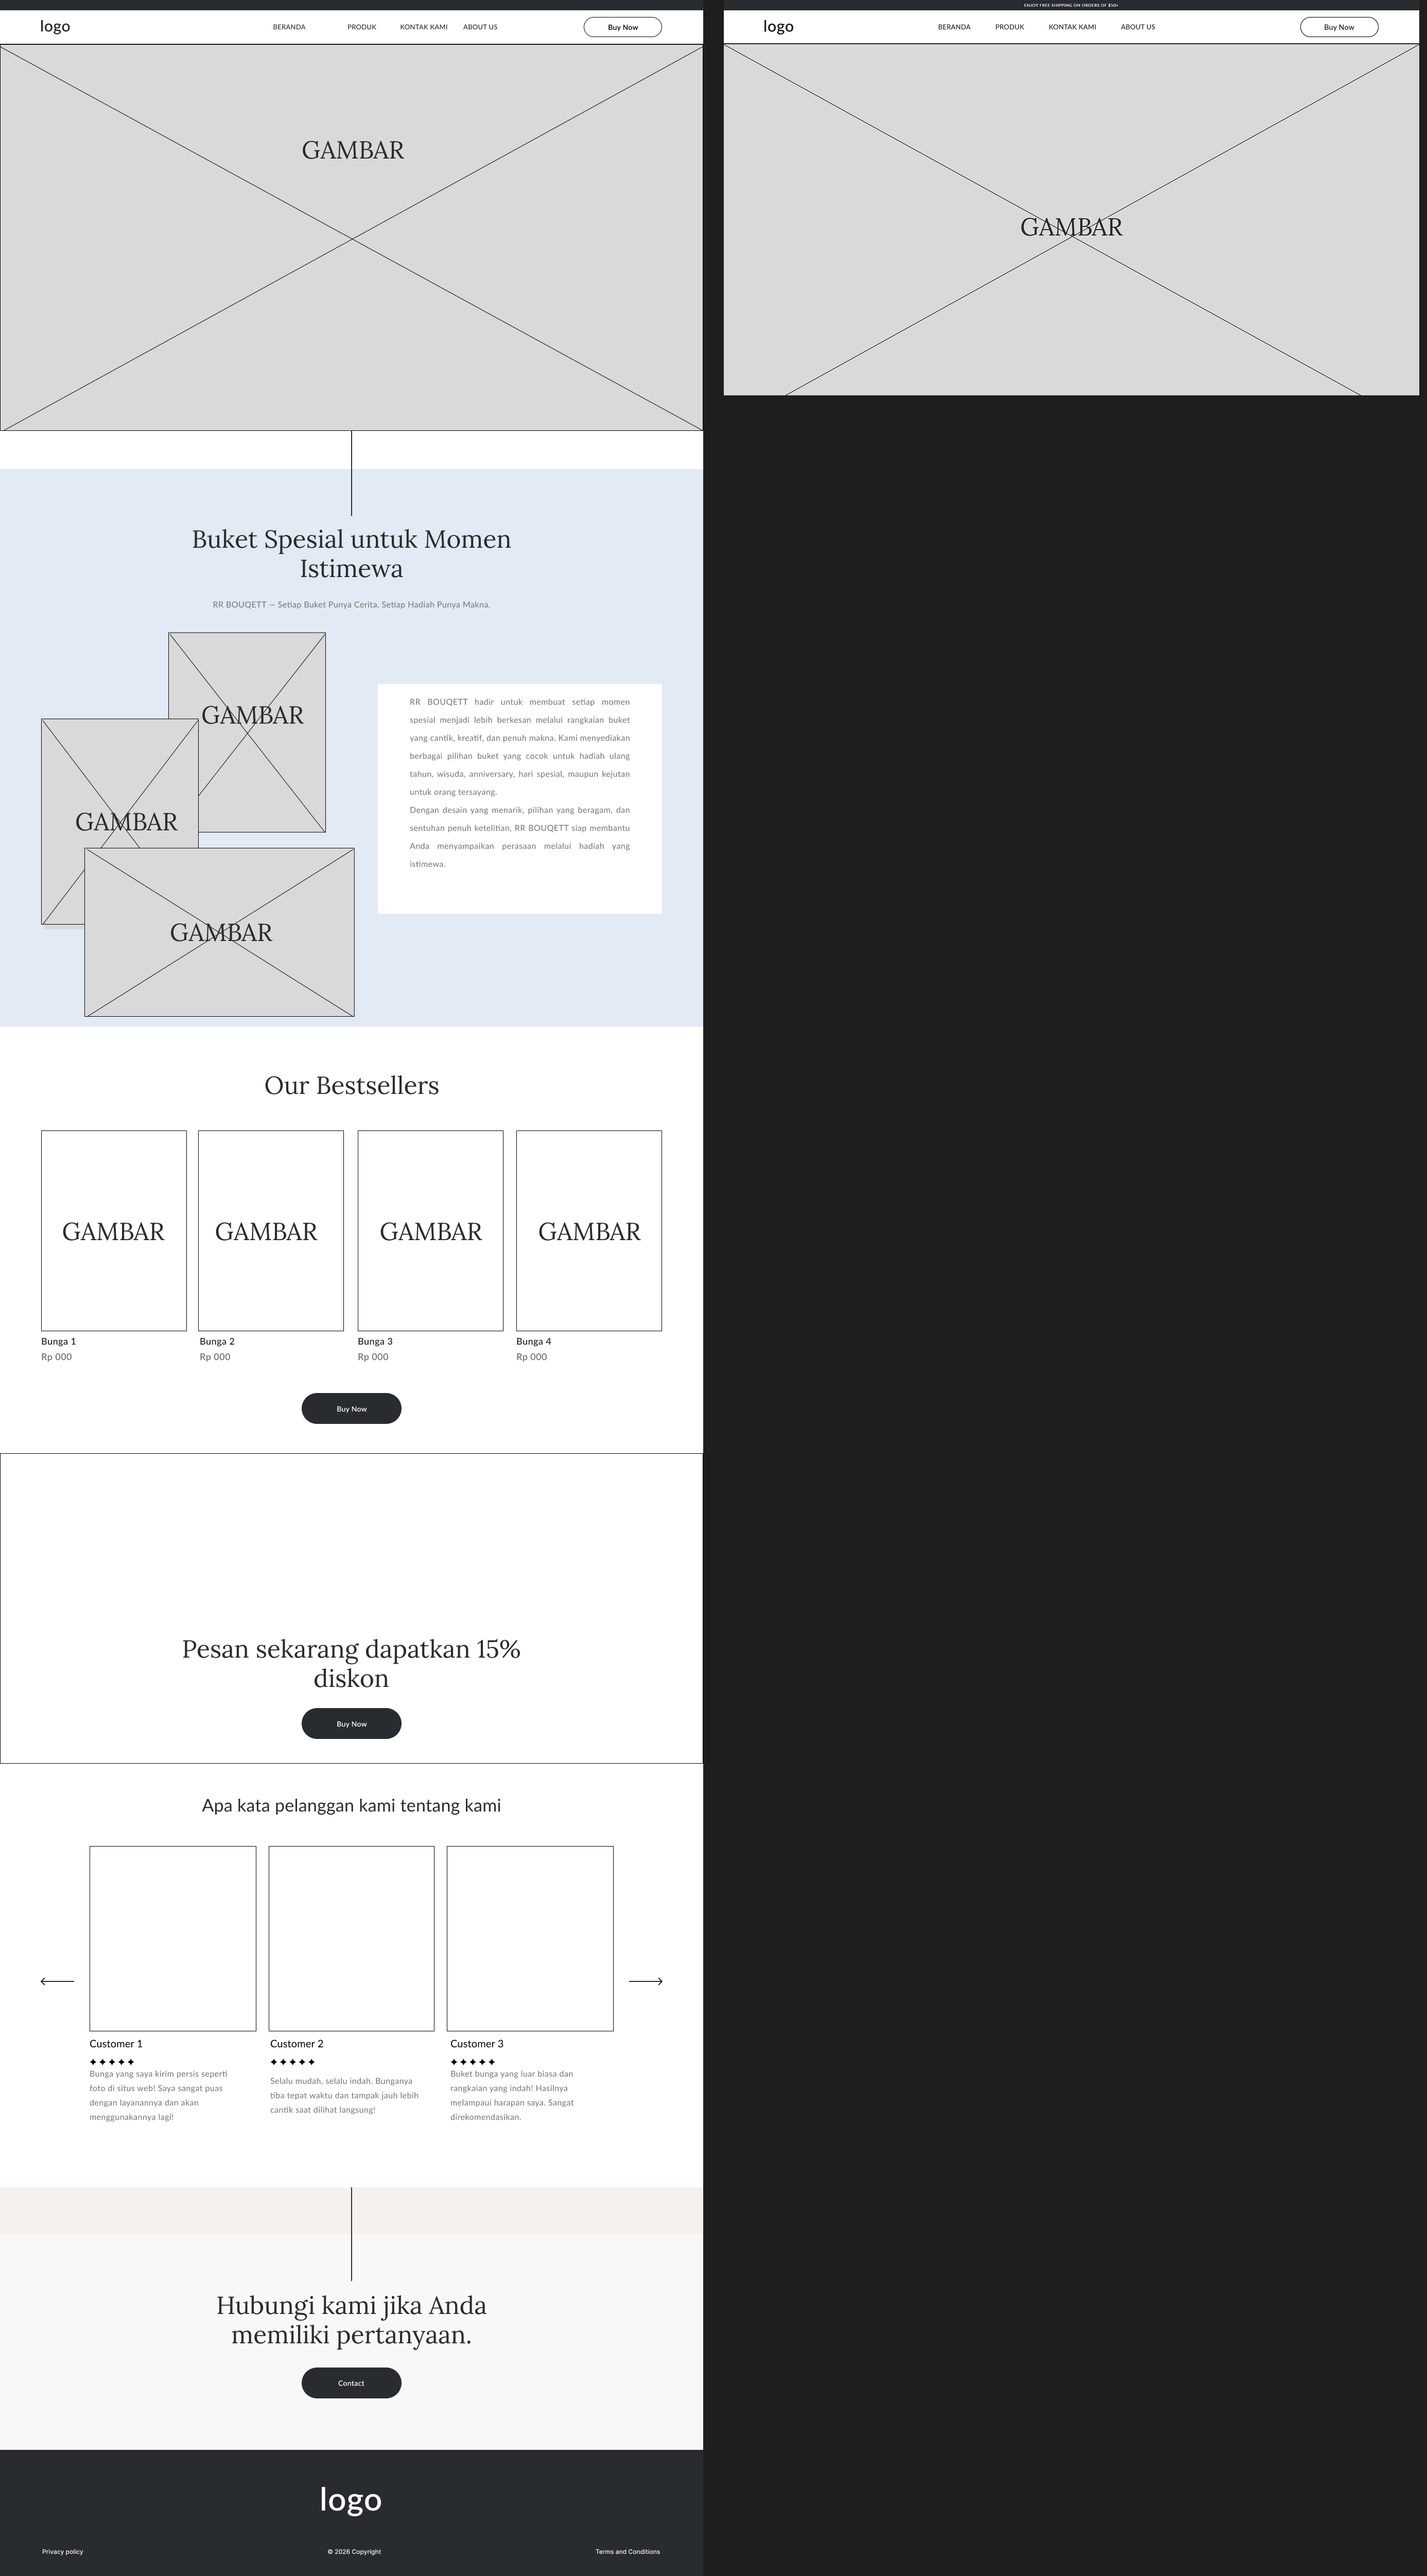 logo
BERANDA
PRODUK
KONTAK KAMI
ABOUT US
Buy Now
GAMBAR
Buket Spesial untuk Momen
Istimewa
RR BOUQETT — Setiap Buket Punya Cerita, Setiap Hadiah Punya Makna.
GAMBAR
GAMBAR
GAMBAR
RR BOUQETT hadir untuk membuat setiap momen
spesial menjadi lebih berkesan melalui rangkaian buket
yang cantik, kreatif, dan penuh makna. Kami menyediakan
berbagai pilihan buket yang cocok untuk hadiah ulang
tahun, wisuda, anniversary, hari spesial, maupun kejutan
untuk orang tersayang.
Dengan desain yang menarik, pilihan yang beragam, dan
sentuhan penuh ketelitian, RR BOUQETT siap membantu
Anda menyampaikan perasaan melalui hadiah yang
istimewa.
Our Bestsellers
GAMBAR
GAMBAR
GAMBAR
GAMBAR
Bunga 1
Rp 000
Bunga 2
Rp 000
Bunga 3
Rp 000
Bunga 4
Rp 000
Buy Now
Pesan sekarang dapatkan 15%
diskon
Buy Now
Apa kata pelanggan kami tentang kami
Customer 1
Bunga yang saya kirim persis seperti
foto di situs web! Saya sangat puas
dengan layanannya dan akan
menggunakannya lagi!
Customer 2
Selalu mudah, selalu indah. Bunganya
tiba tepat waktu dan tampak jauh lebih
cantik saat dilihat langsung!
Customer 3
Buket bunga yang luar biasa dan
rangkaian yang indah! Hasilnya
melampaui harapan saya. Sangat
direkomendasikan.
Hubungi kami jika Anda
memiliki pertanyaan.
Contact
logo
Privacy policy
© 2026 Copyright
Terms and Conditions
ENJOY FREE SHIPPING ON ORDERS OF $50+
logo
BERANDA
PRODUK
KONTAK KAMI
ABOUT US
Buy Now
GAMBAR